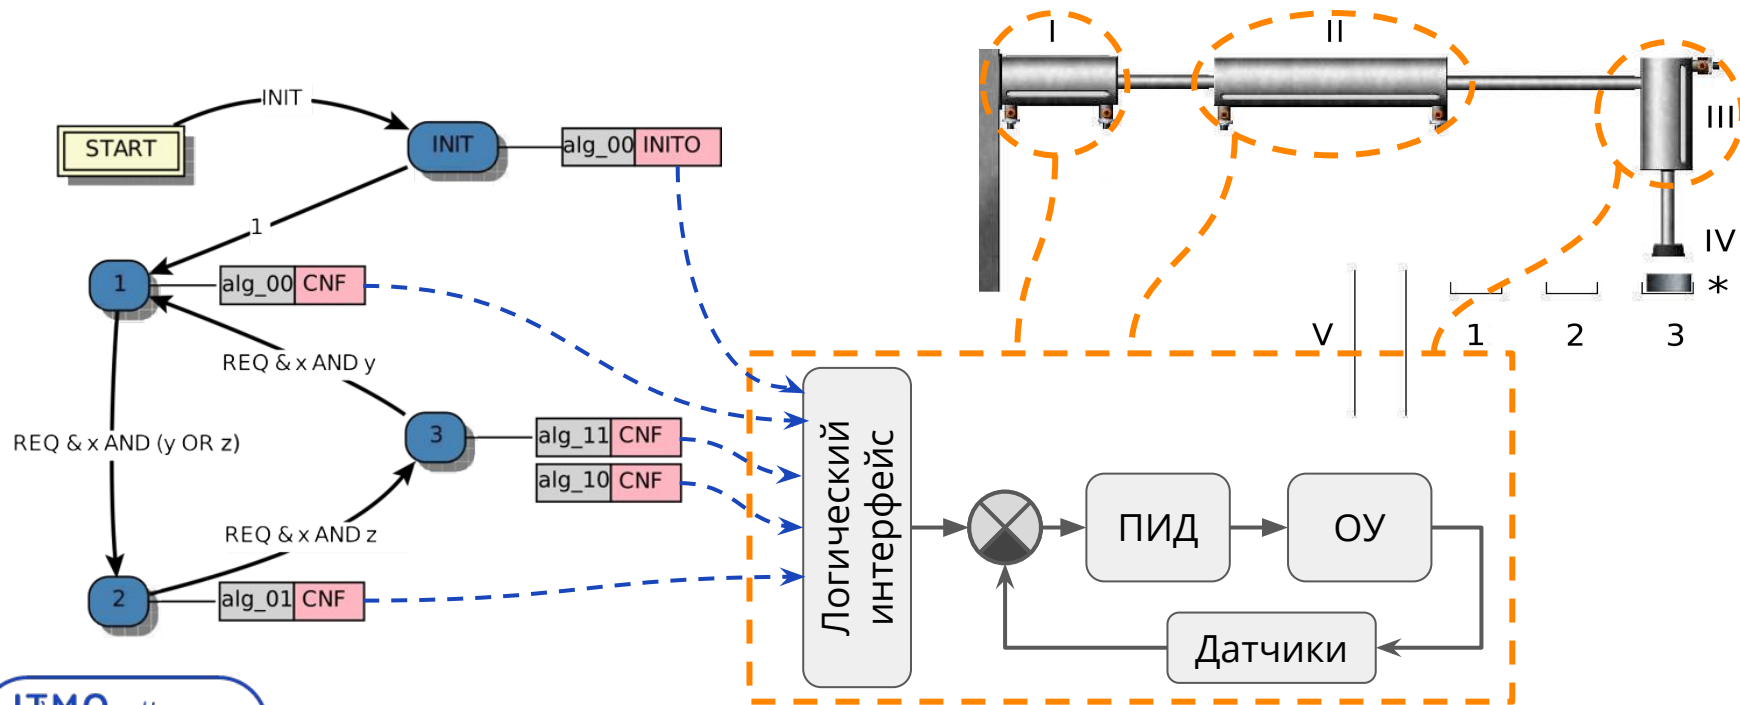 INIT
START
INIT
alg_00 INITO
1
1
alg_00 CNF
REQ & x AND y
REQ & x AND (y OR z)
3
alg_11 CNF
alg_10 CNF
REQ & x AND z
2
alg_01 CNF
I
II
III
IV
*
V
1
2
3
Логический
интерфейс
ПИД
ОУ
Датчики